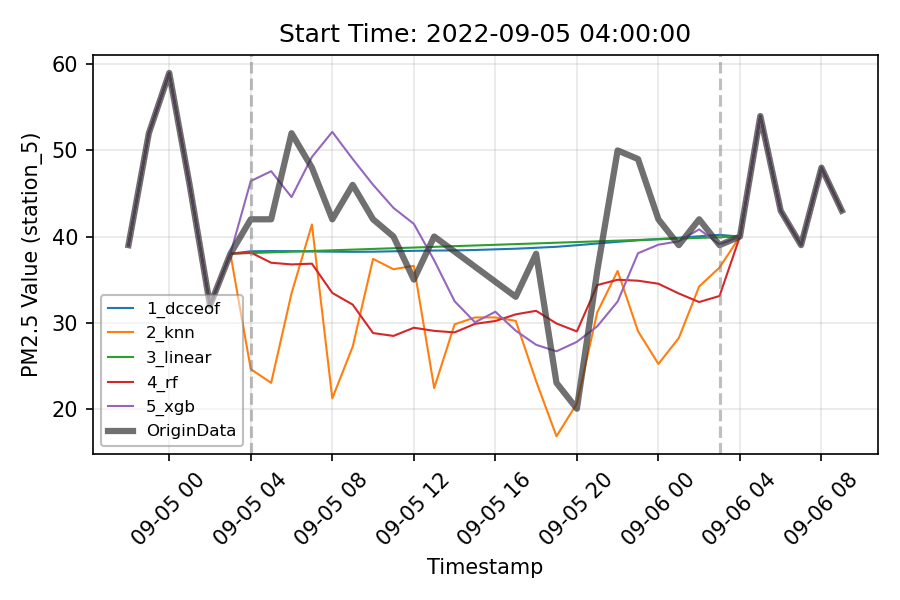 Start Time: 2022-09-05 04:00:00
PM2.5 Value (station_5)
60
50
40
30
20
1_dcceof
2_knn
3_linear
4_rf
5_xgb
OriginData
09-05 00
09-05 04
09-05 08
09-05 12
09-05 16
09-05 20
09-06 00
09-06 04
09-06 08
Timestamp